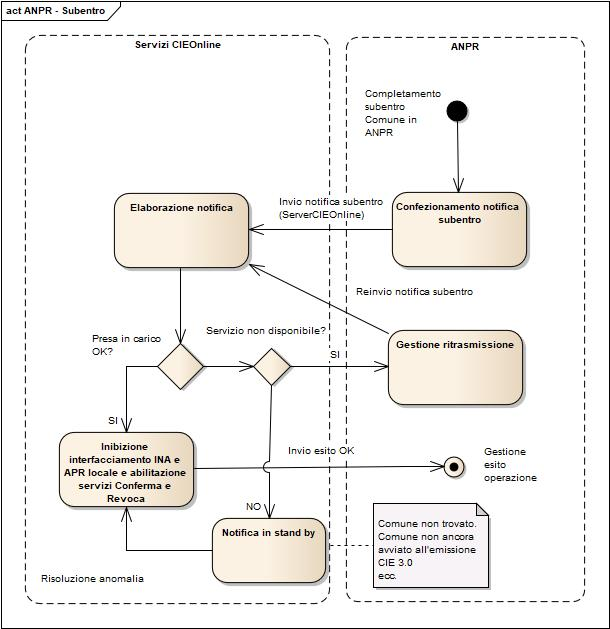 act ANPR - Subentro
Servizi CIEOnline
ANPR
Completamento
subentro
Comune in
ANPR
Elaborazione notifica
Invio notifica subentro
(ServerCIEOnline)
Confezionamento notifica
subentro
Reinvio notifica subentro
Presa in carico
OK?
Servizio non disponibile?
SI
Gestione ritrasmissione
SI
Inibizione
interfacciamento INA e
APR locale e abilitazione
servizi Conferma e
Revoca
Invio esito OK
Gestione
esito
operazione
NO
Notifica in stand by
Comune non trovato.
Comune non ancora
avviato all'emissione
CIE 3.0
ecc.
Risoluzione anomalia